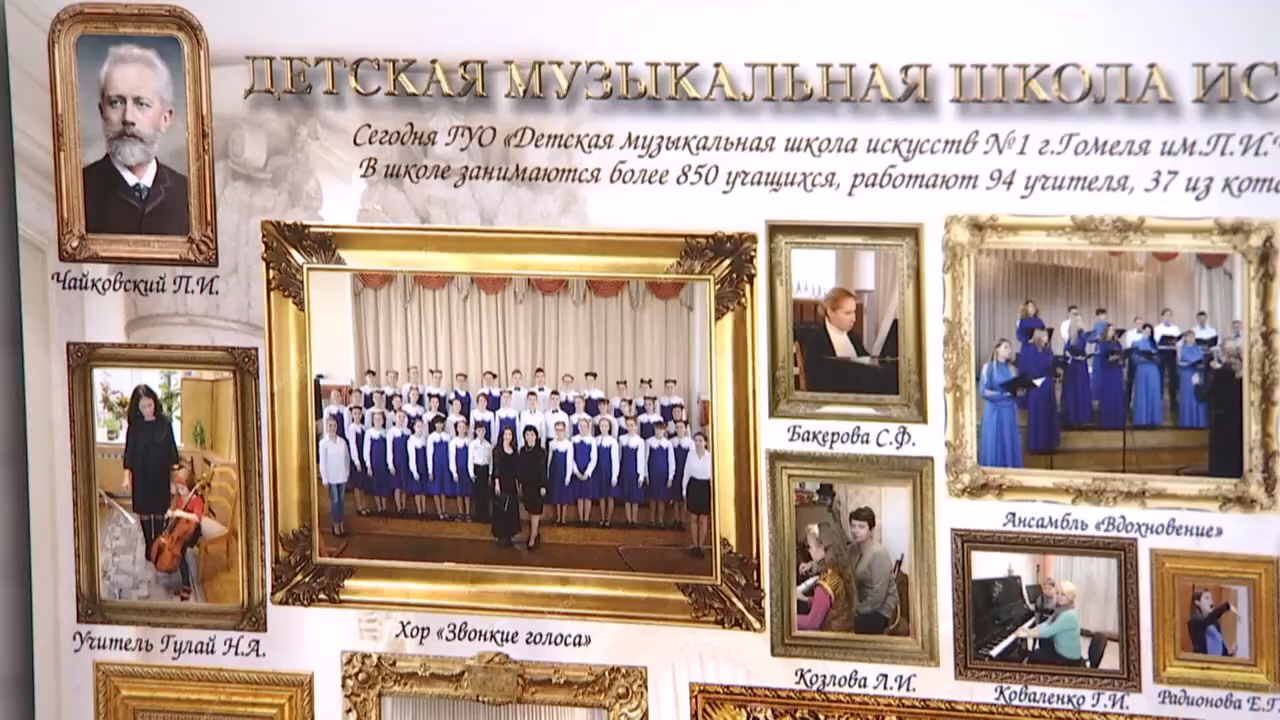 ДЕТСКАЯ МУЗЫКАЛЬНАЯ ШКОЛА ИС
Сегодня ГУО «Детская музыкальная школа искусств №1 г.Гомеля им.П.И.
В школе занимаются более 850 учащихся, работают 94 учителя, 37 из кото
Чайковский П.И.
Бакерова С.Ф.
Ансамбль «Вдохновение»
Учитель Гулай Н.А.
Хор «Звонкие голоса»
Козлова Л.И.
Коваленко Г.И.
Радионова Е.Г.